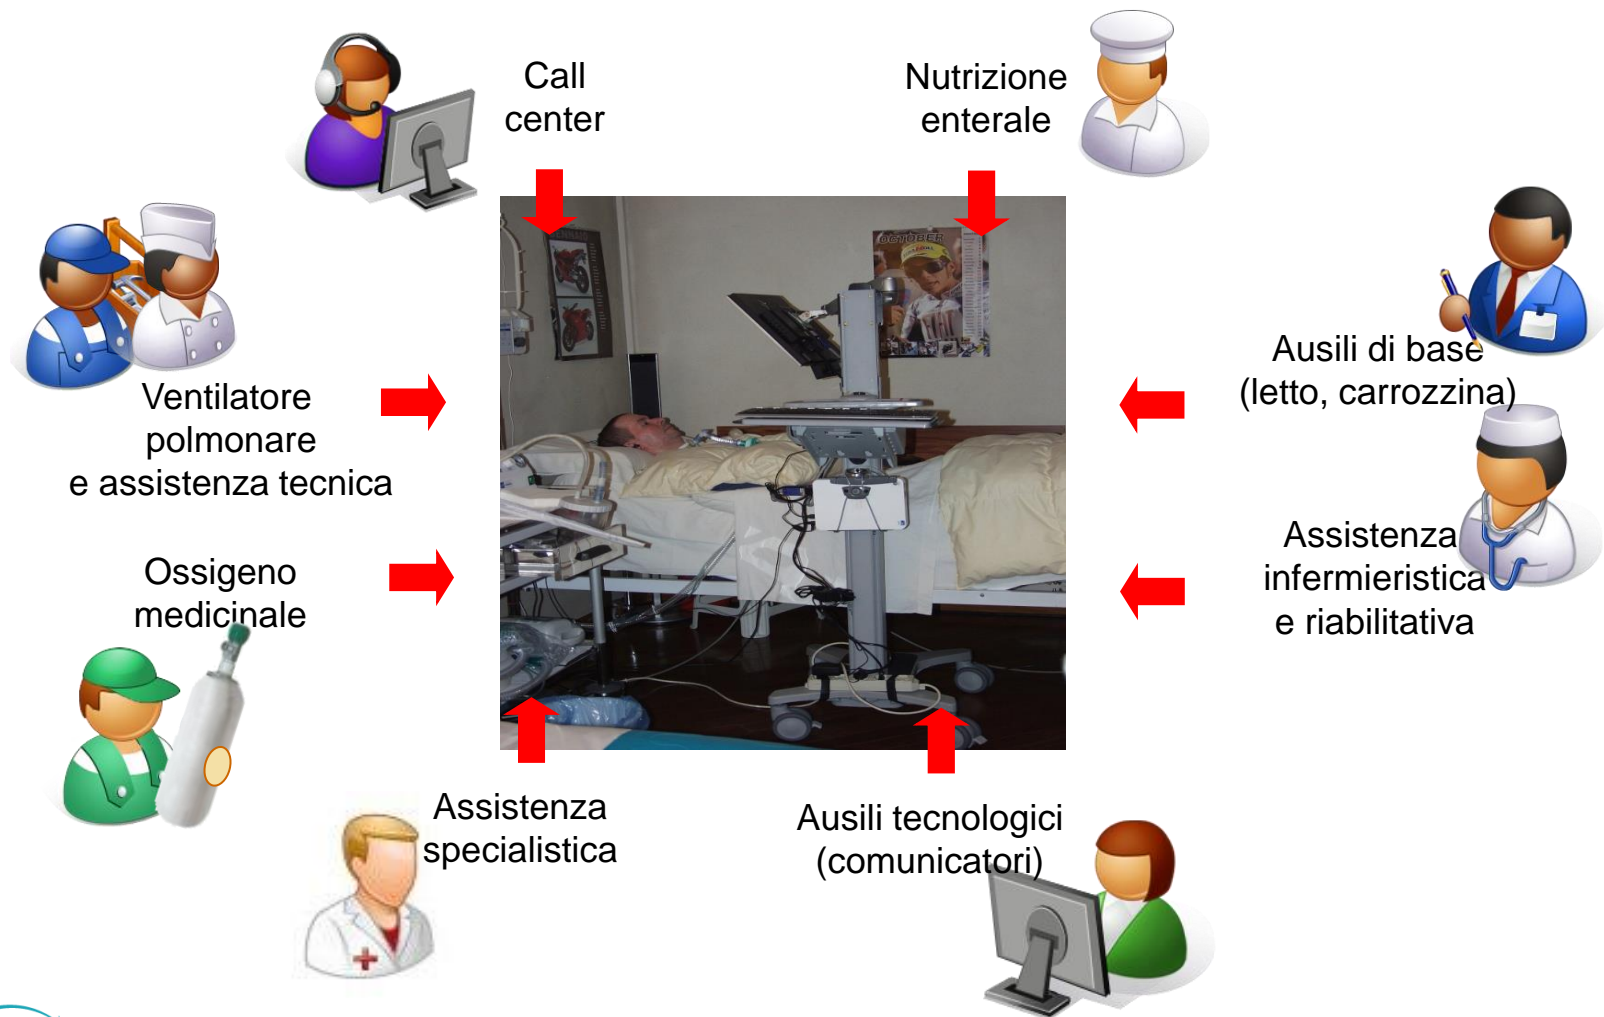 Call
center
Nutrizione
enterale
GENNAIO
OCTOBER
Ventilatore
polmonare
e assistenza tecnica
Ausili di base
(letto, carrozzina)
Ossigeno
medicinale
Assistenza
infermieristica
e riabilitativa
Assistenza
specialistica
Ausili tecnologici
(comunicatori)